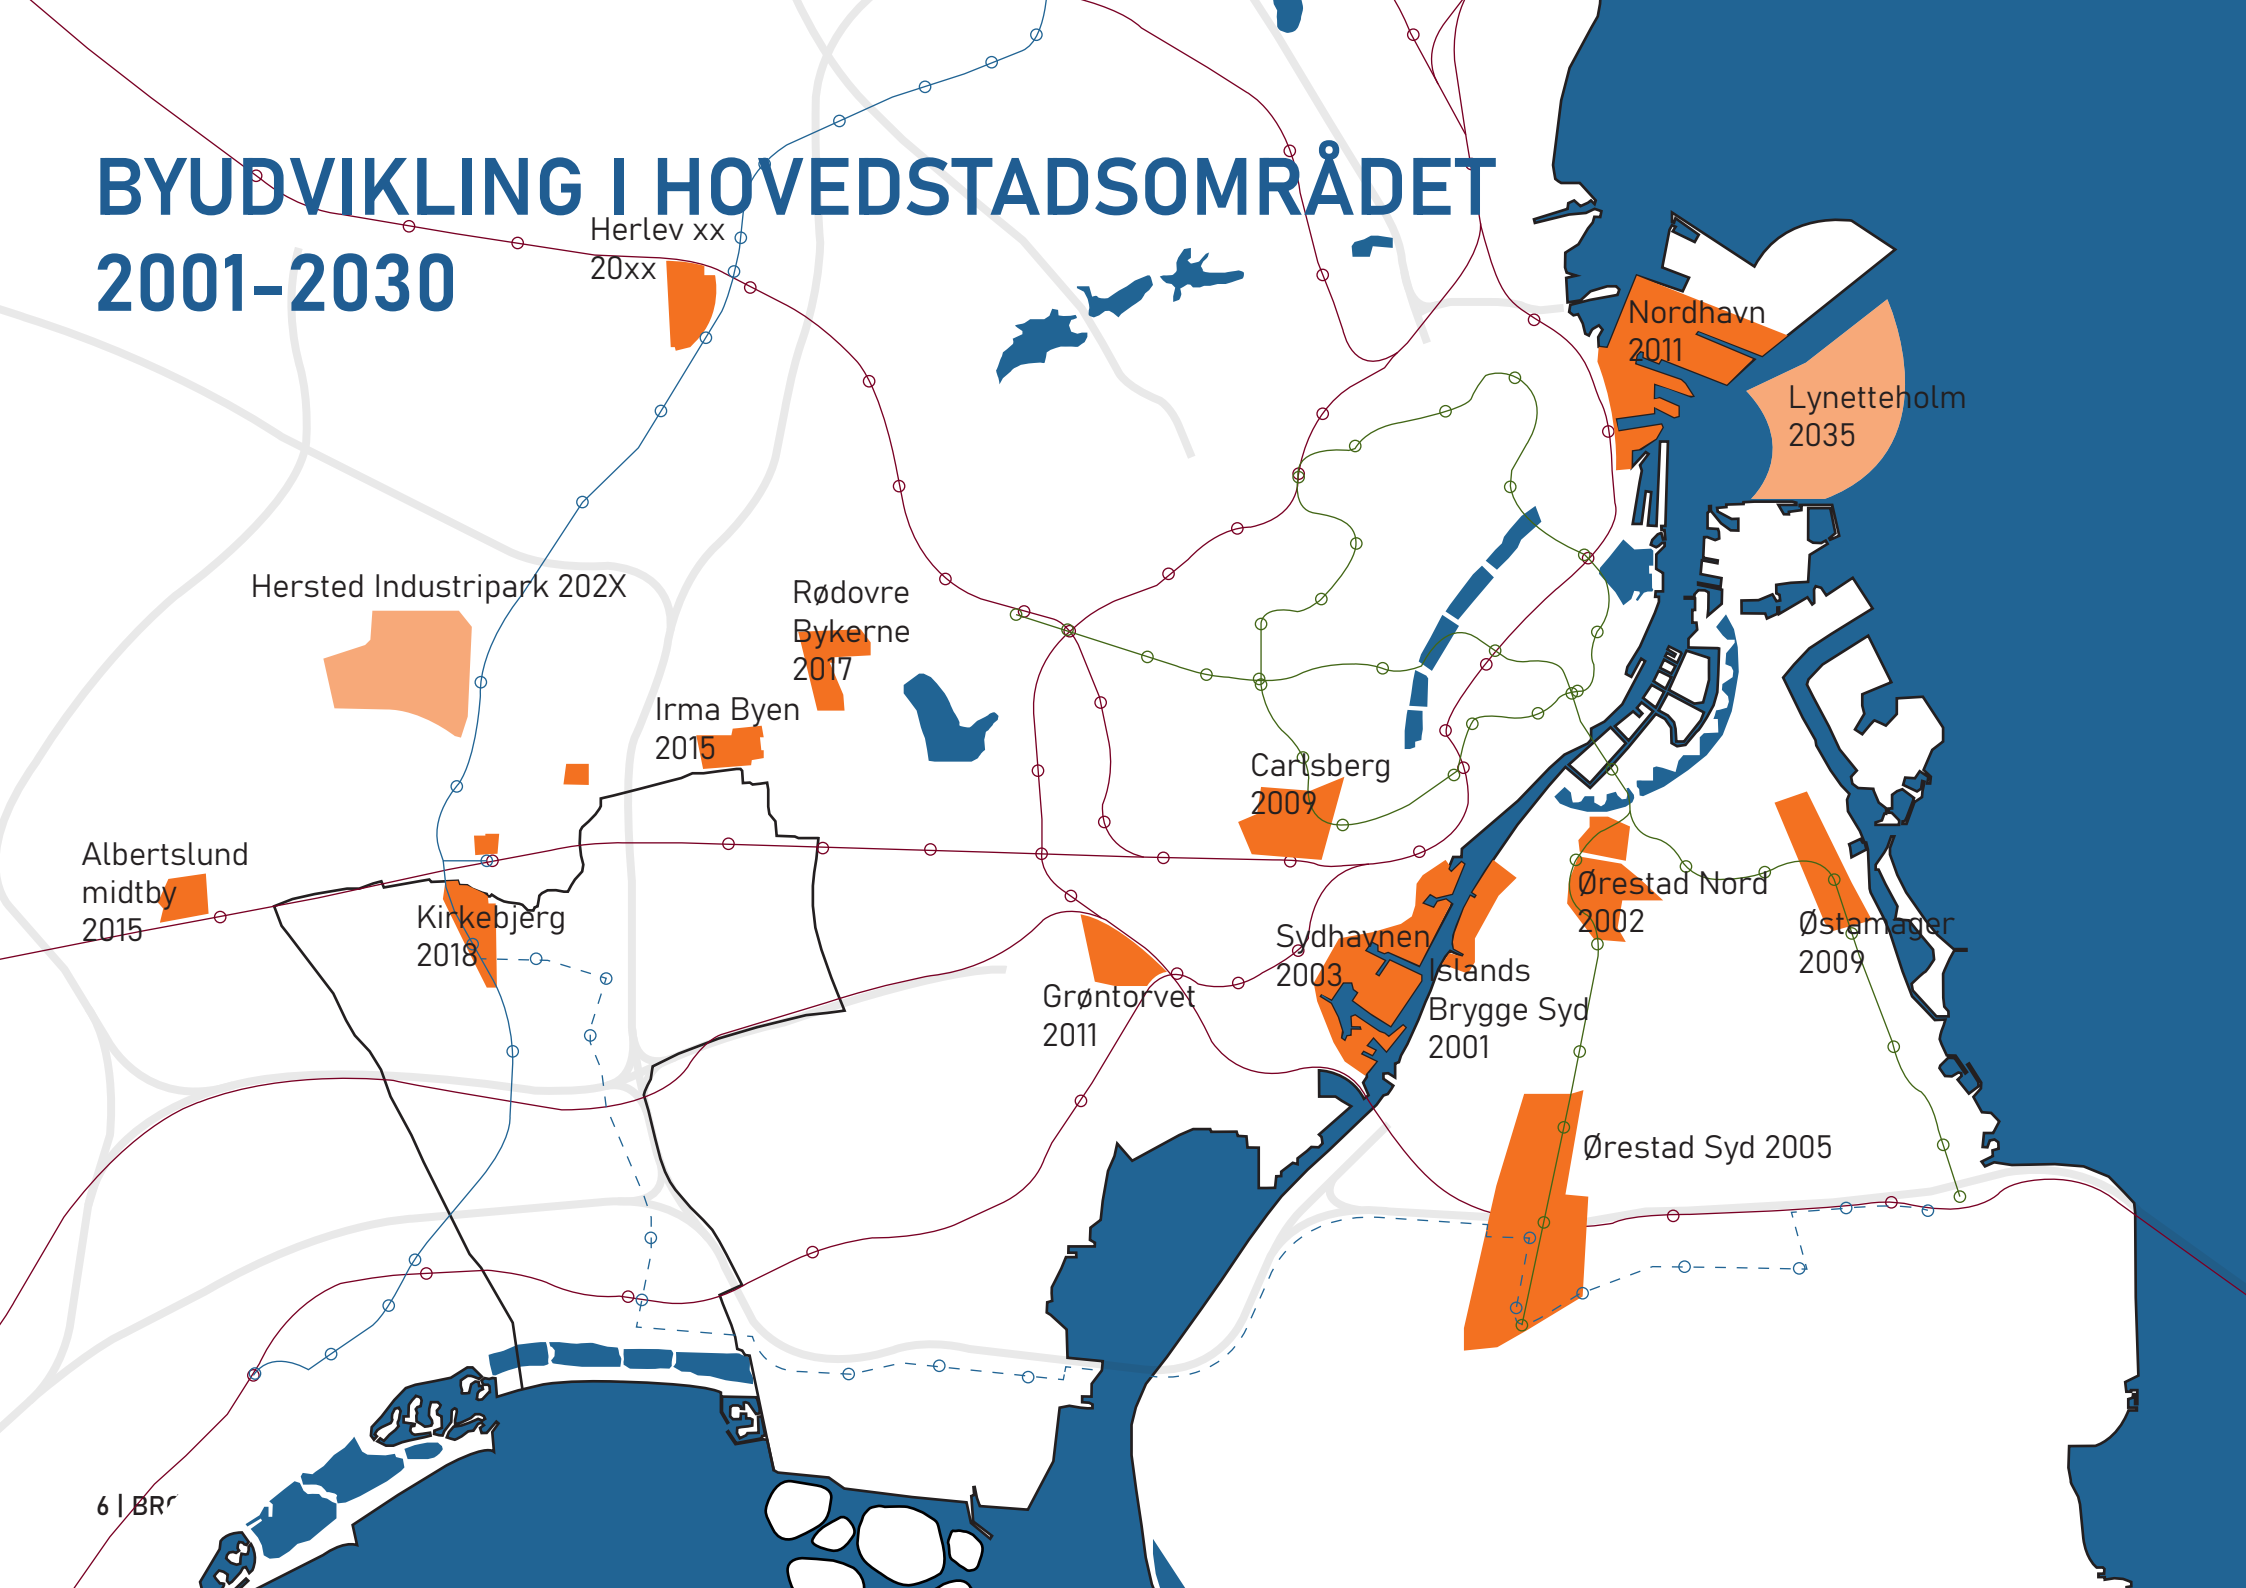 BYUDVIKLING I HOVEDSTADSOMRÅDET
2001-2030
Herlev xx
20xx
Nordhavn
2011
Lynetteholm
2035
Hersted Industripark 202X
Rødovre
Bykerne
2017
Irma Byen
2015
Carlsberg
2009
Albertslund
midtby
2015
Kirkebjerg
2018
Ørestad Nord
2002
Østamager
2009
Sydhavnen
2003
Islands
Brygge Syd
2001
Grøntorvet
2011
Ørestad Syd 2005
6 |